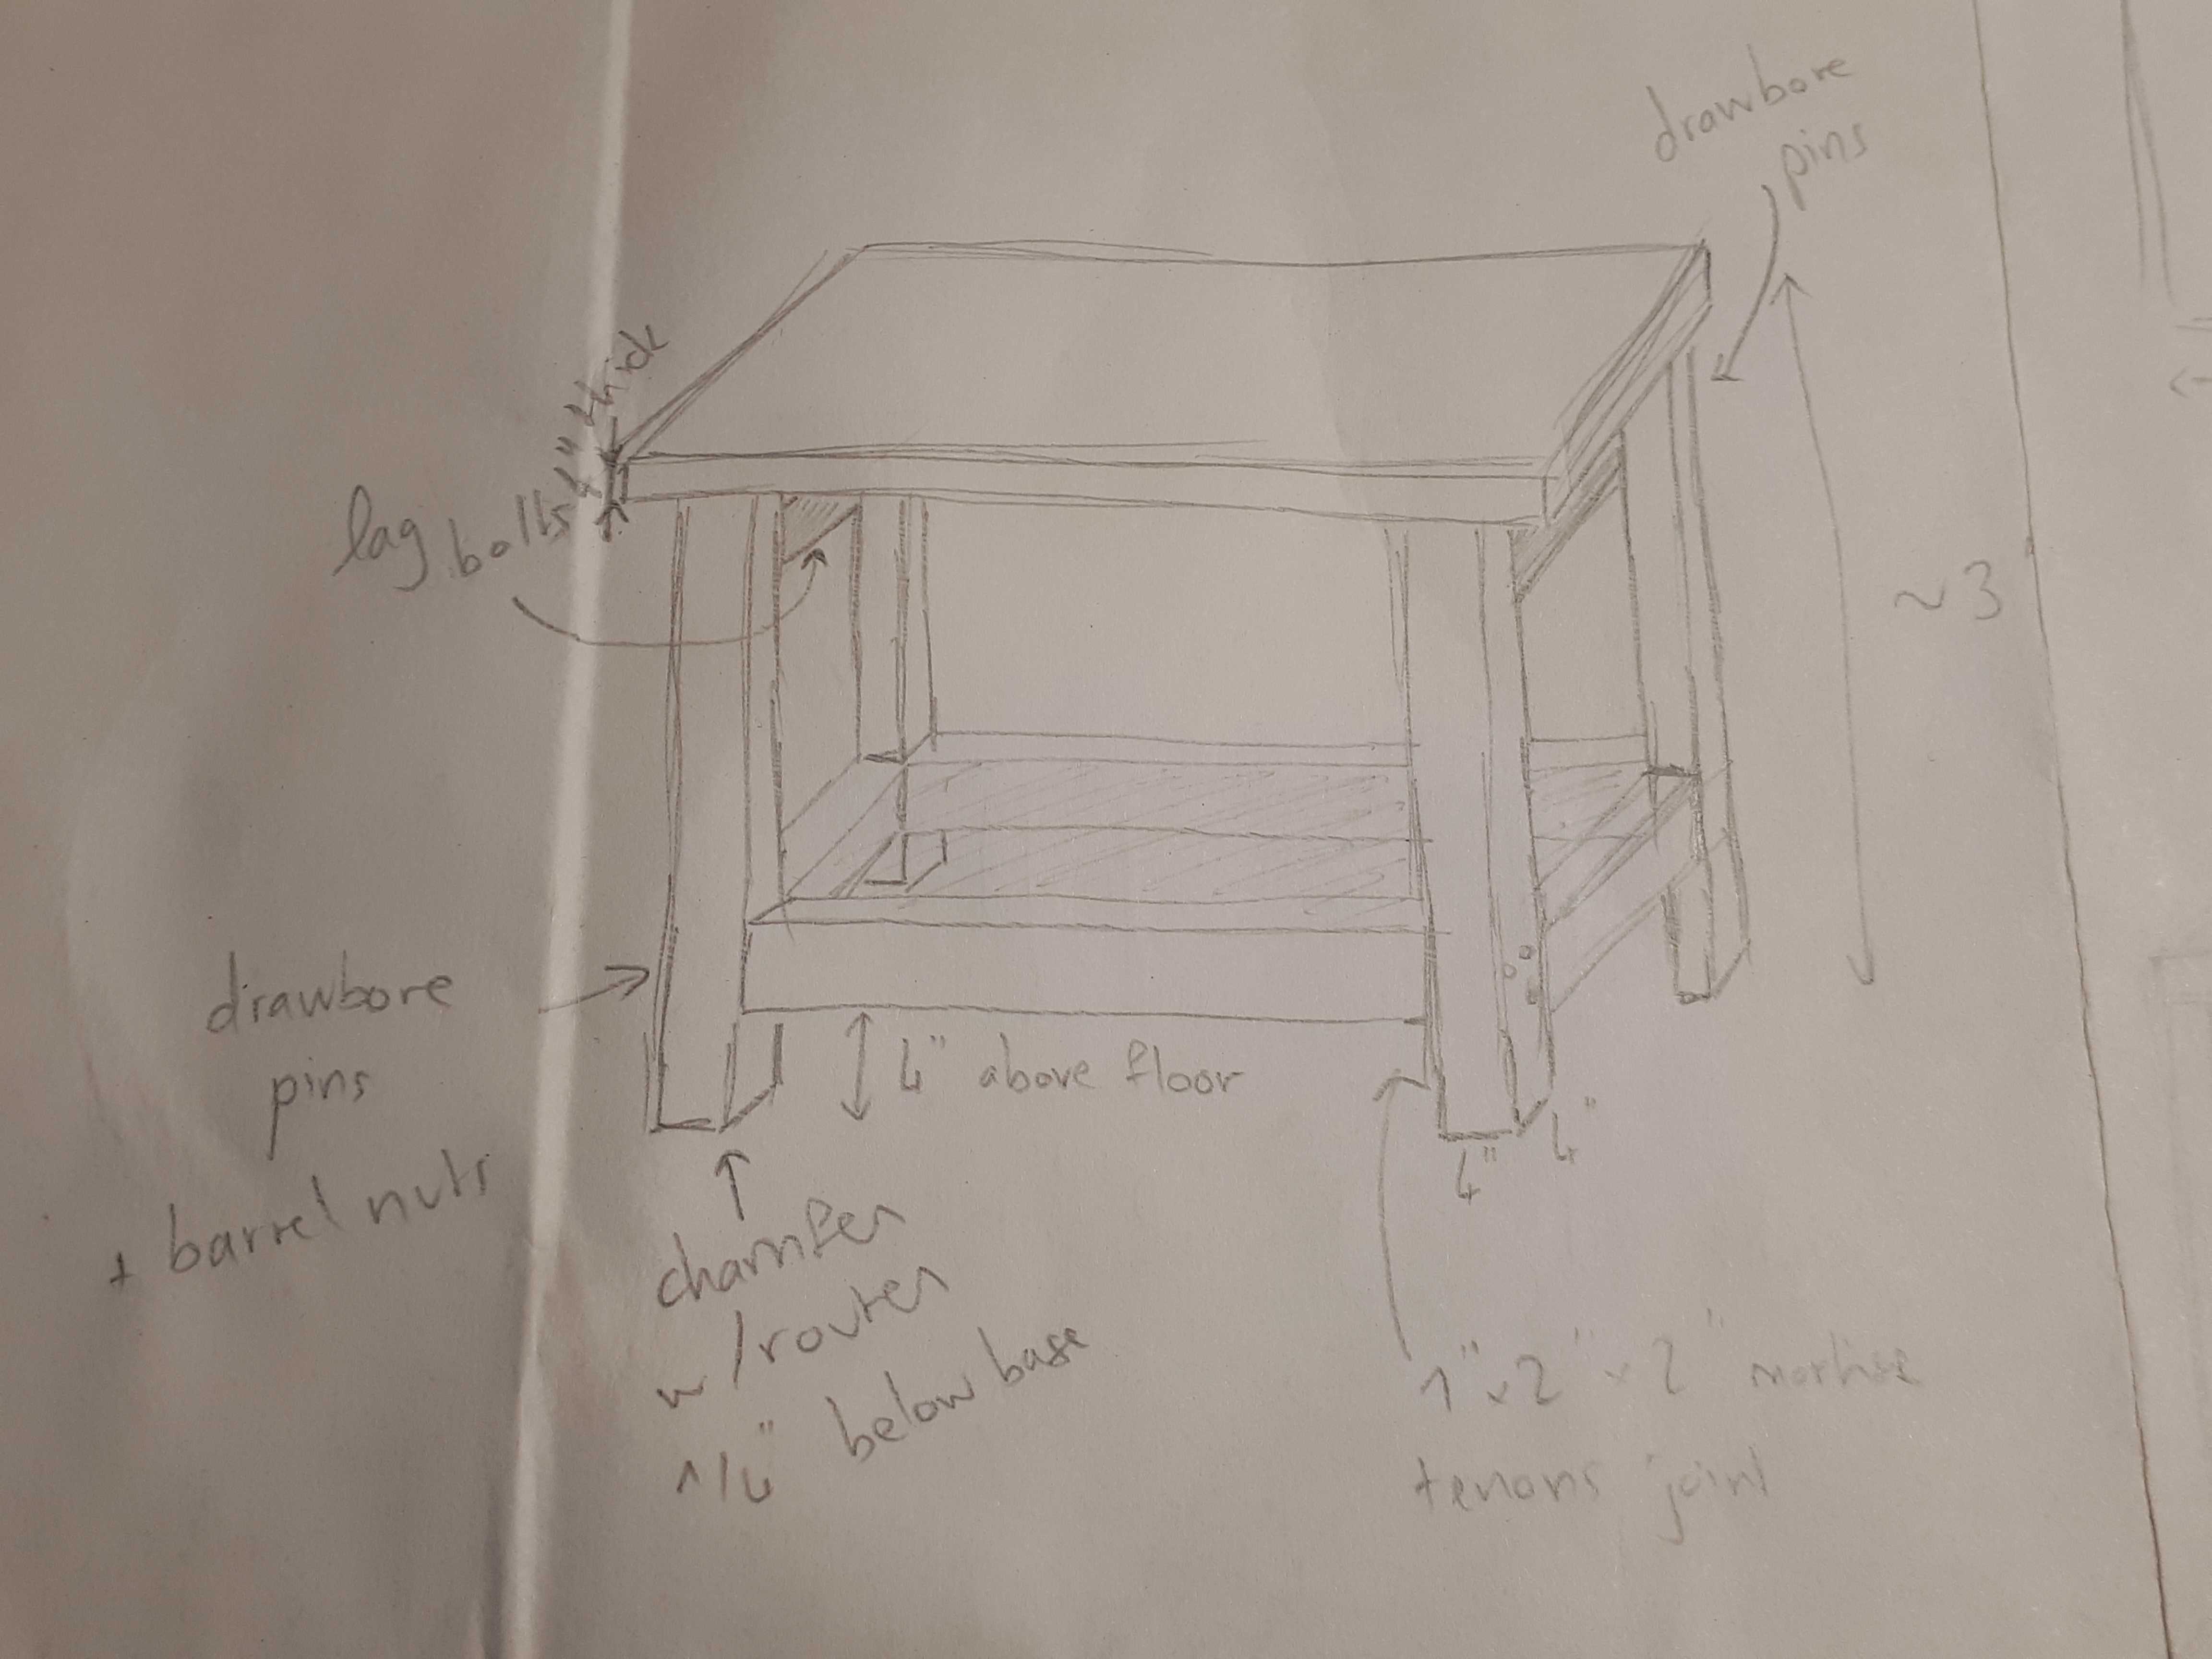 drawbore
pins
4" thick
lag bolts
~3
drawbore
pins
+ barrel nuts
4" above floor
4"
4"
chamfer
w/router
1/4" below base
1" x 2" x 2" mortise
tenons joint